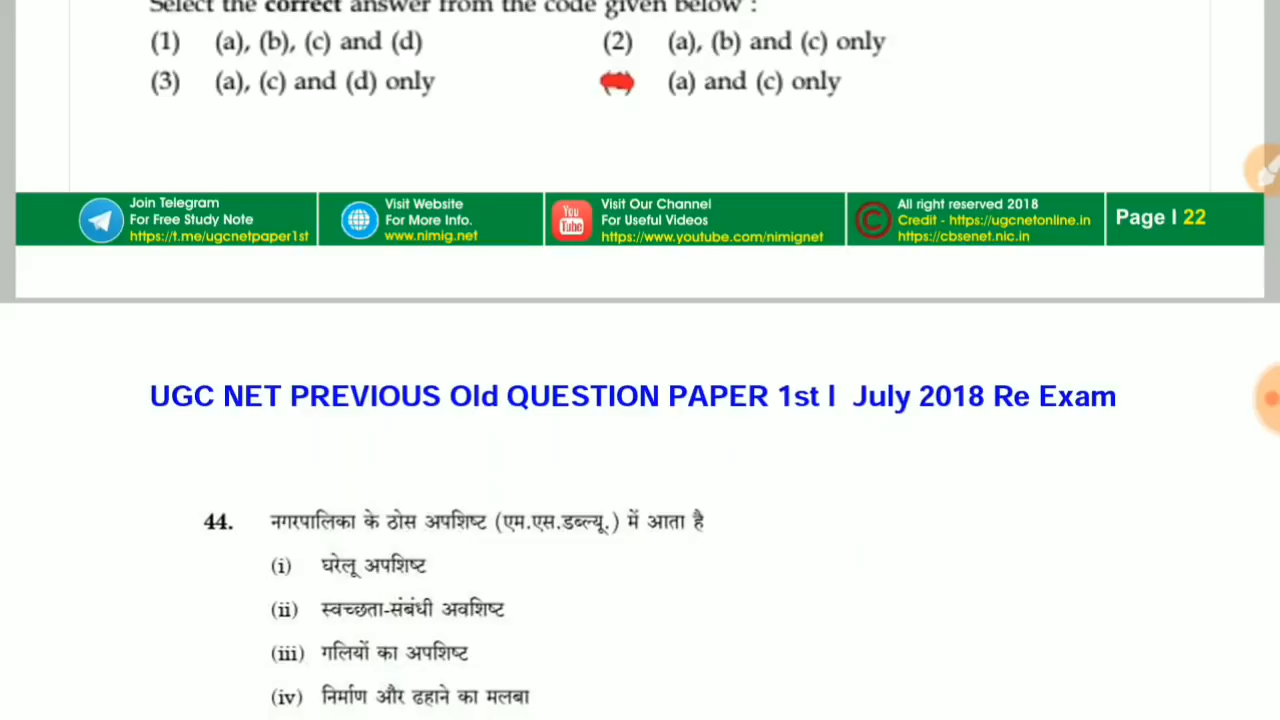 Select the correct answer from the code given below :
(1) (a), (b), (c) and (d) (2) (a), (b) and (c) only
(3) (a), (c) and (d) only (a) and (c) only
Join Telegram
For Free Study Note
https://t.me/ugcnetpaper1st
Visit Website
For More Info.
www.nimig.net
You
Tube
Visit Our Channel
For Useful Videos
https://www.youtube.com/nimignet
C
All right reserved 2018
Credit - https://ugcnetonline.in
https://cbsenet.nic.in
Page l 22
UGC NET PREVIOUS Old QUESTION PAPER 1st l July 2018 Re Exam
44. नगरपालिका के ठोस अपशिष्ट (एम.एस.डब्ल्यू.) में आता है
(i) घरेलू अपशिष्ट
(ii) स्वच्छता-संबंधी अवशिष्ट
(iii) गलियों का अपशिष्ट
(iv) निर्माण और ढहाने का मलबा